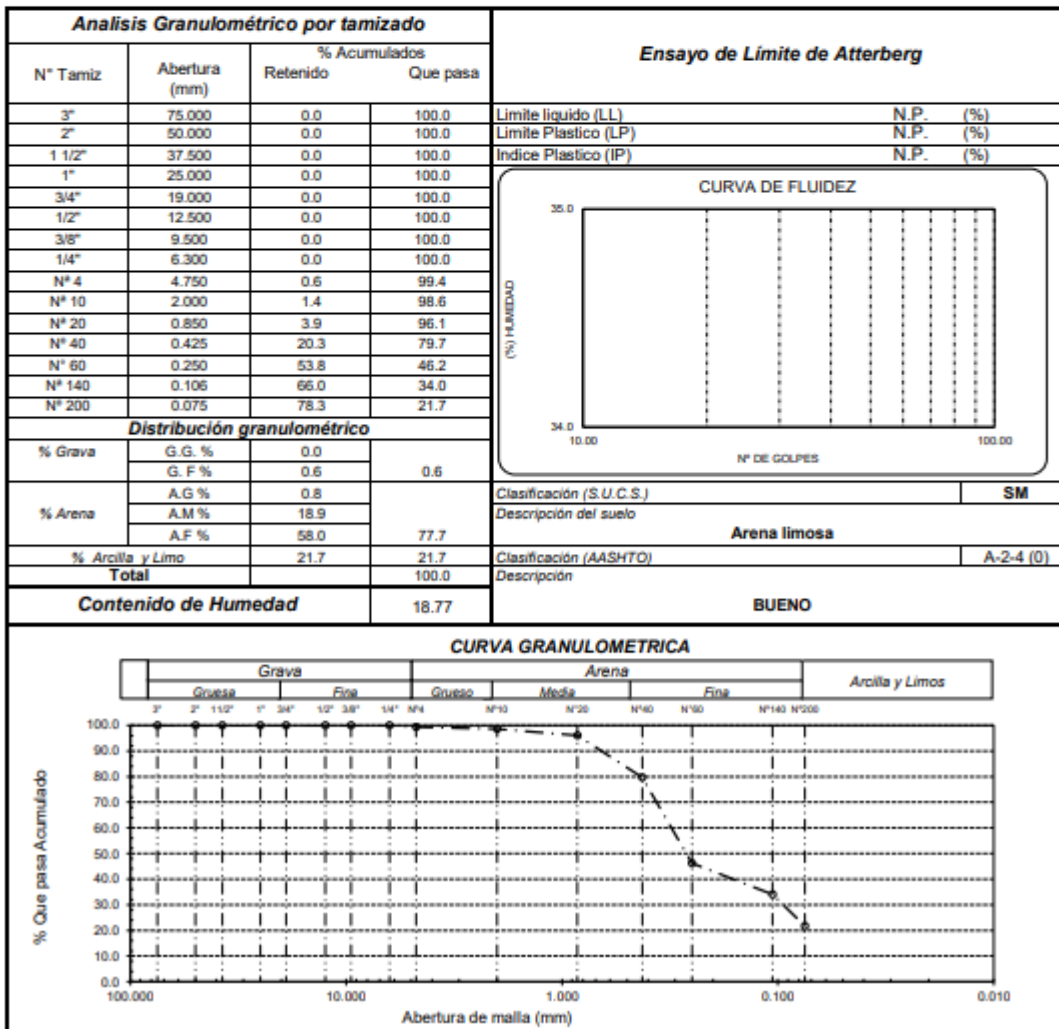 Analisis Granulométrico por tamizado
N° Tamiz Abertura (mm) % Acumulados Retenido Que pasa
3" 75.000 0.0 100.0
2" 50.000 0.0 100.0
1 1/2" 37.500 0.0 100.0
1" 25.000 0.0 100.0
3/4" 19.000 0.0 100.0
1/2" 12.500 0.0 100.0
3/8" 9.500 0.0 100.0
1/4" 6.300 0.0 100.0
Nª 4 4.750 0.6 99.4
Nª 10 2.000 1.4 98.6
Nª 20 0.850 3.9 96.1
Nª 40 0.425 20.3 79.7
N° 60 0.250 53.8 46.2
Nª 140 0.106 66.0 34.0
Nª 200 0.075 78.3 21.7
Distribución granulométrico
% Grava G.G. % 0.0
G. F % 0.6 0.6
A.G % 0.8
% Arena A.M % 18.9
A.F % 58.0 77.7
% Arcilla y Limo 21.7 21.7
Total 100.0
Contenido de Humedad 18.77
Ensayo de Límite de Atterberg
Limite liquido (LL) N.P. (%)
Limite Plastico (LP) N.P. (%)
Indice Plastico (IP) N.P. (%)
CURVA DE FLUIDEZ
35.0
(%) HUMEDAD
34.0
10.00 100.00
Nº DE GOLPES
Clasificación (S.U.C.S.) SM
Descripción del suelo
Arena limosa
Clasificación (AASHTO) A-2-4 (0)
Descripción
BUENO
CURVA GRANULOMETRICA
Grava Arena Arcilla y Limos
Gruesa Fina Grueso Media Fina
3" 2" 1 1/2" 1" 3/4" 1/2" 3/8" 1/4" N°4 N°10 N°20 N°40 N°60 N°140 N°200
100.0
90.0
80.0
70.0
60.0
50.0
40.0
30.0
20.0
10.0
0.0
% Que pasa Acumulado
100.000 10.000 1.000 0.100 0.010
Abertura de malla (mm)